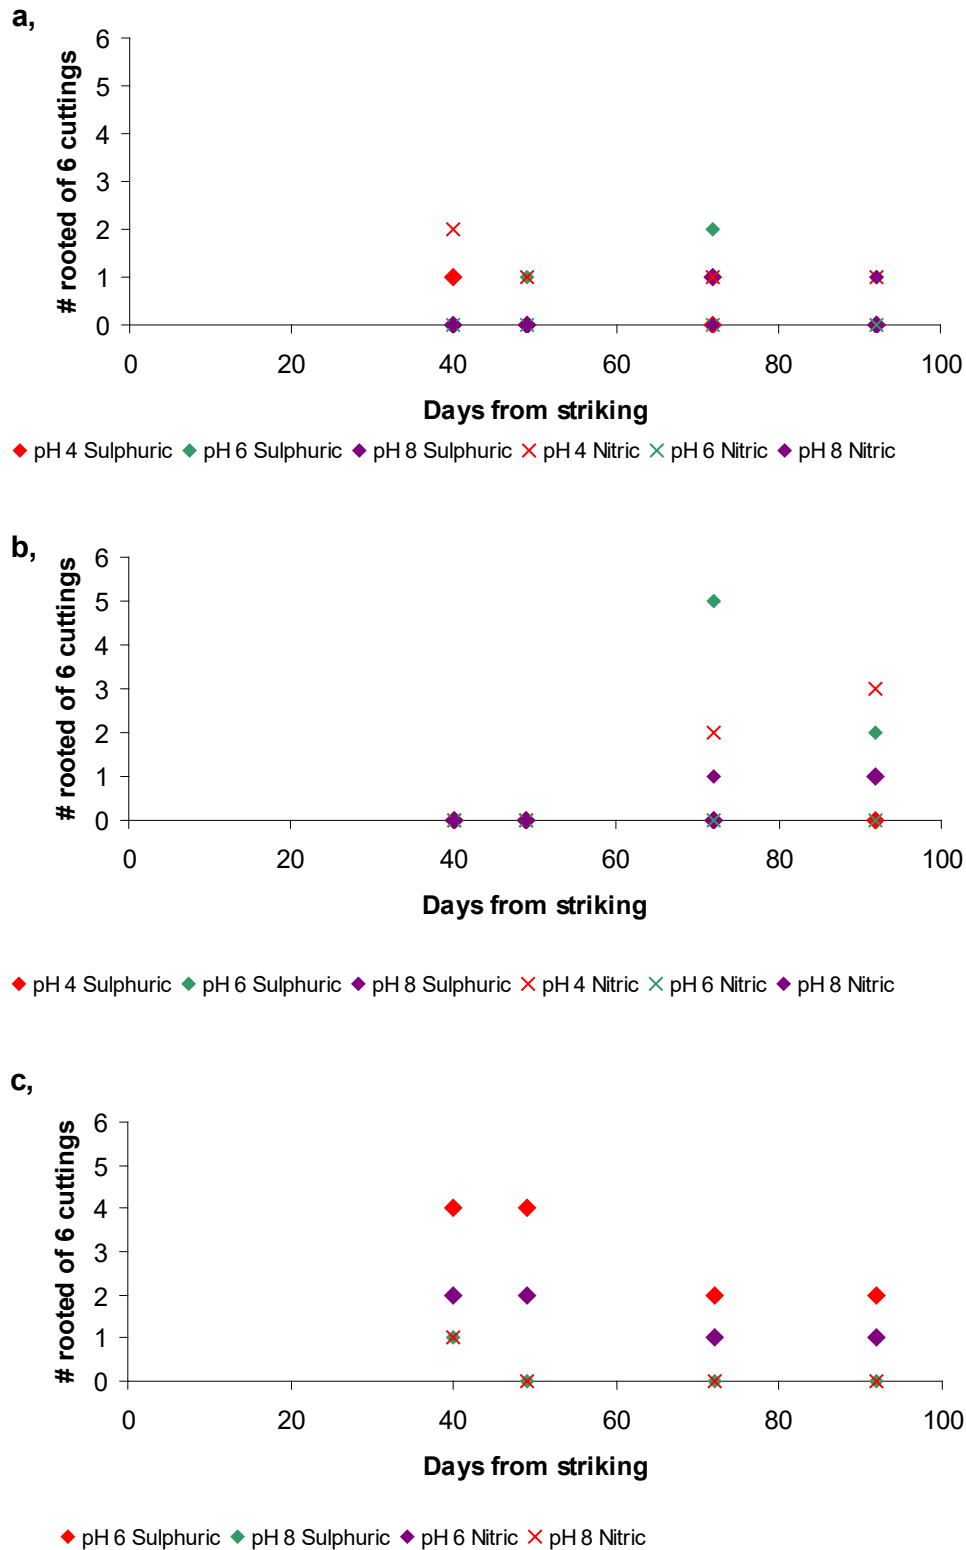 a,
# rooted of 6 cuttings
6
5
4
3
2
1
0
0 20 40 60 80 100
Days from striking
pH 4 Sulphuric pH 6 Sulphuric pH 8 Sulphuric pH 4 Nitric pH 6 Nitric pH 8 Nitric
b,
# rooted of 6 cuttings
6
5
4
3
2
1
0
0 20 40 60 80 100
Days from striking
pH 4 Sulphuric pH 6 Sulphuric pH 8 Sulphuric pH 4 Nitric pH 6 Nitric pH 8 Nitric
c,
# rooted of 6 cuttings
6
5
4
3
2
1
0
0 20 40 60 80 100
Days from striking
pH 6 Sulphuric pH 8 Sulphuric pH 6 Nitric pH 8 Nitric